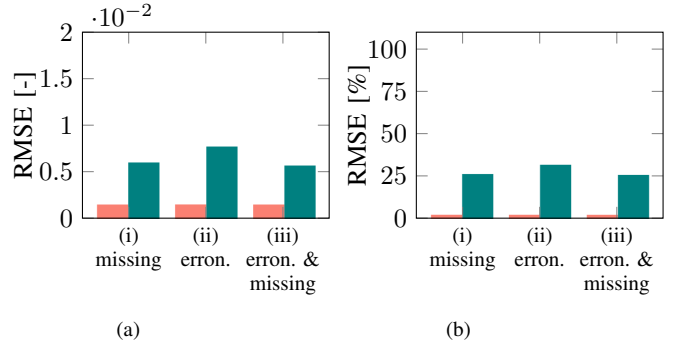 ·10⁻²
2
1.5
1
0.5
0
RMSE [-]
(i)
missing
(ii)
erron.
(iii)
erron. &
missing
(a)
100
75
50
25
0
RMSE [%]
(i)
missing
(ii)
erron.
(iii)
erron. &
missing
(b)